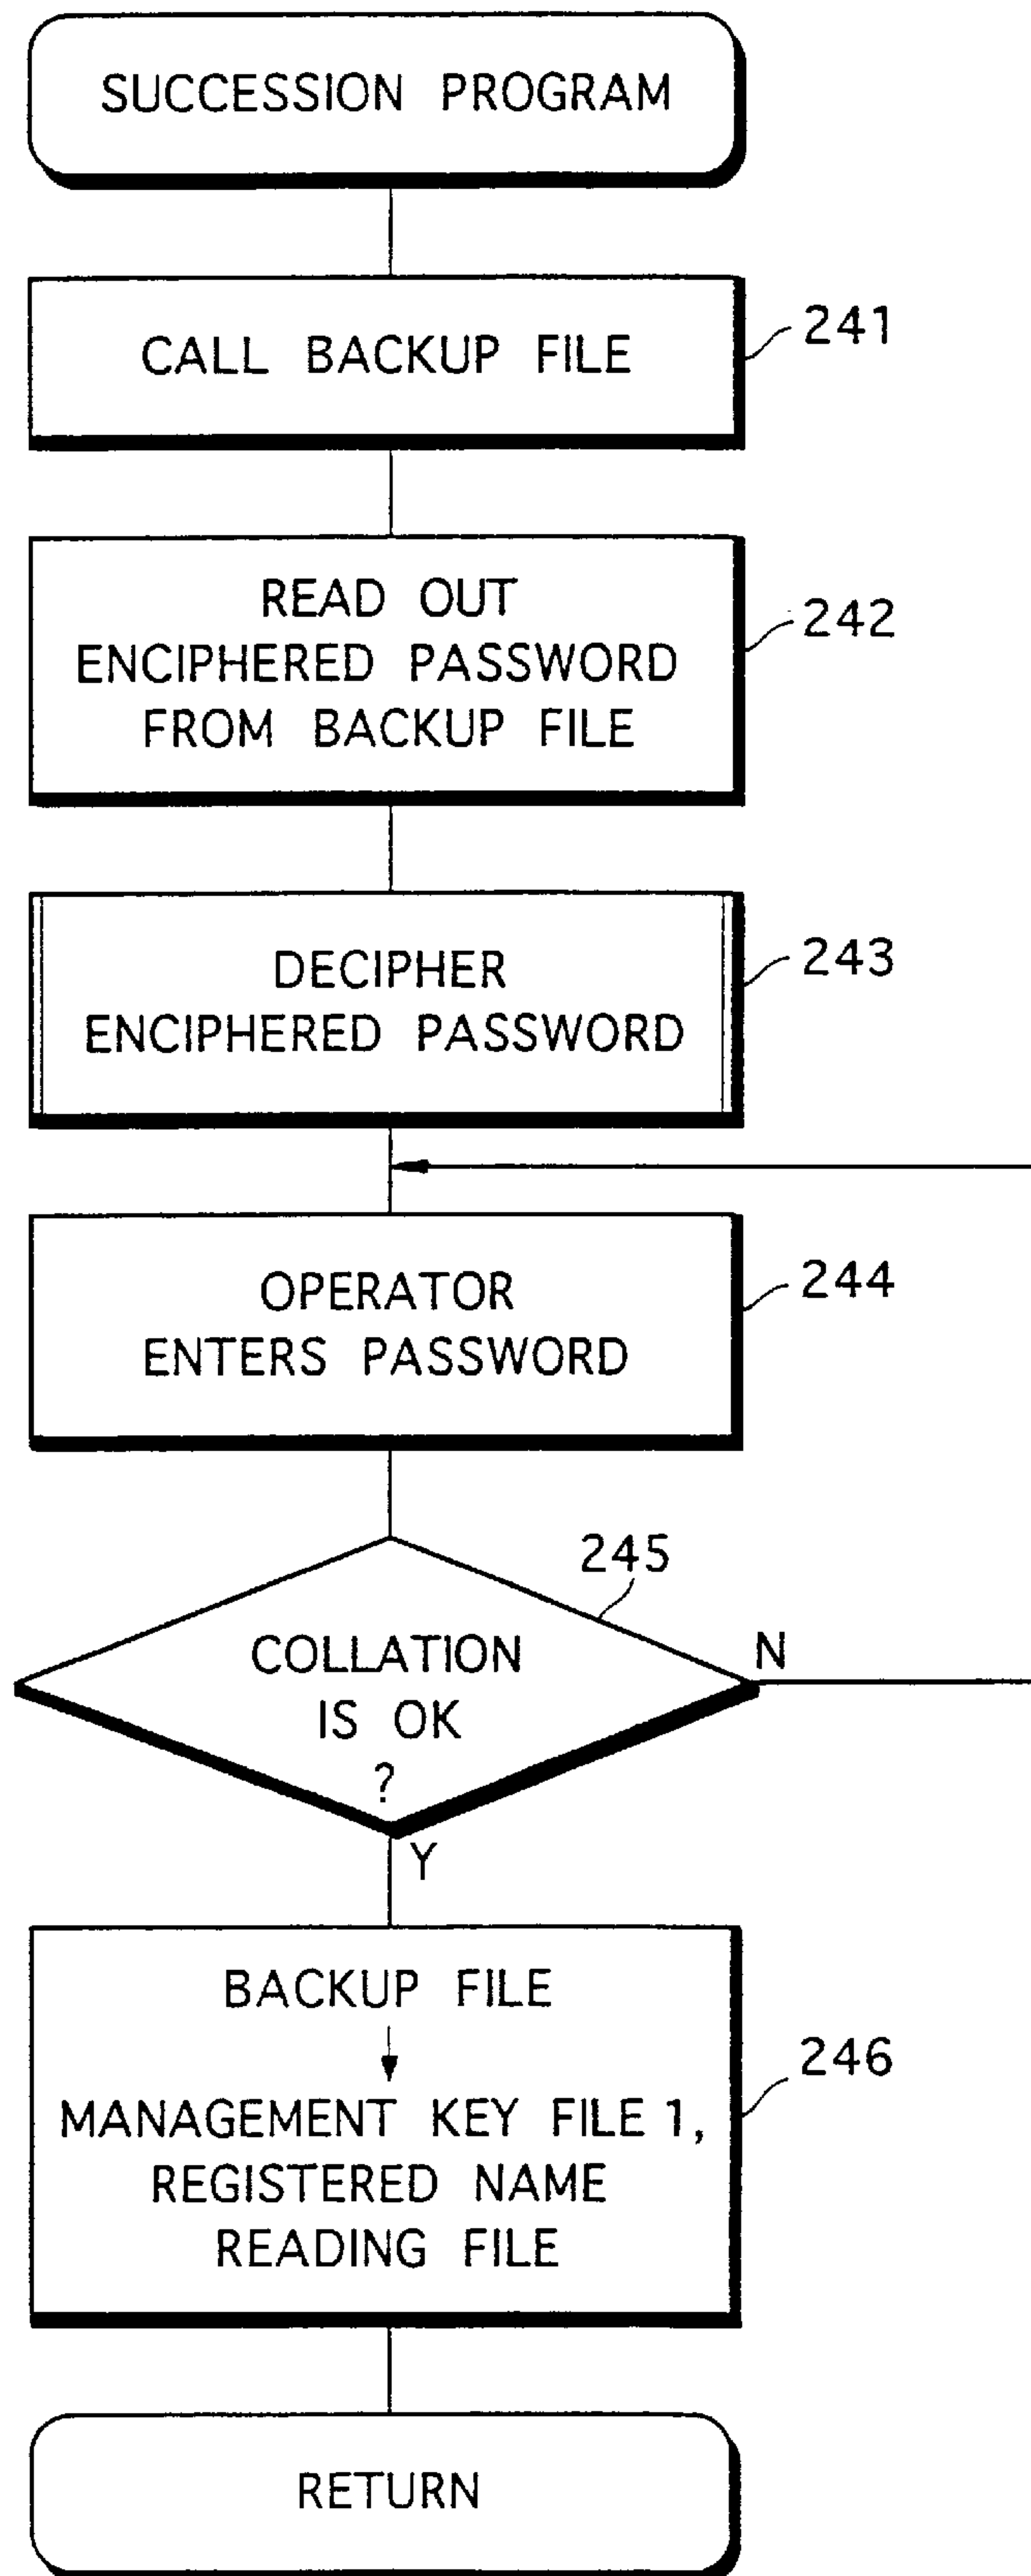 SUCCESSION PROGRAM
CALL BACKUP FILE
241
READ OUT
ENCIPHERED PASSWORD
FROM BACKUP FILE
242
DECIPHER
ENCIPHERED PASSWORD
243
OPERATOR
ENTERS PASSWORD
244
245
COLLATION
IS OK
?
N
Y
BACKUP FILE
MANAGEMENT KEY FILE 1,
REGISTERED NAME
READING FILE
246
RETURN